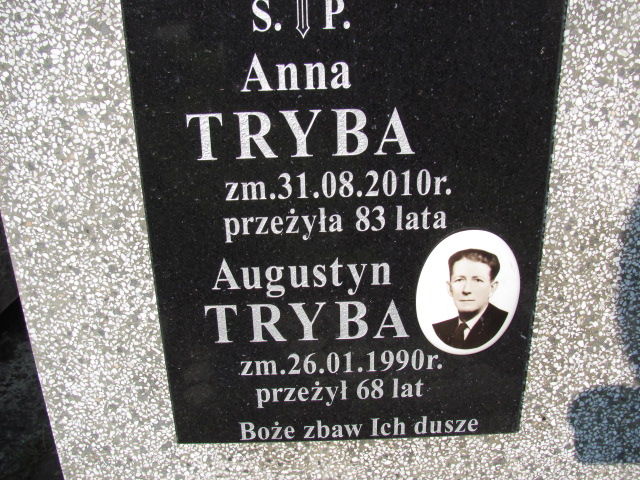 Ś. P.
Anna
TRYBA
zm.31.08.2010r.
przeżyła 83 lata
Augustyn
TRYBA
zm.26.01.1990r.
przeżył 68 lat
Boże zbaw Ich dusze